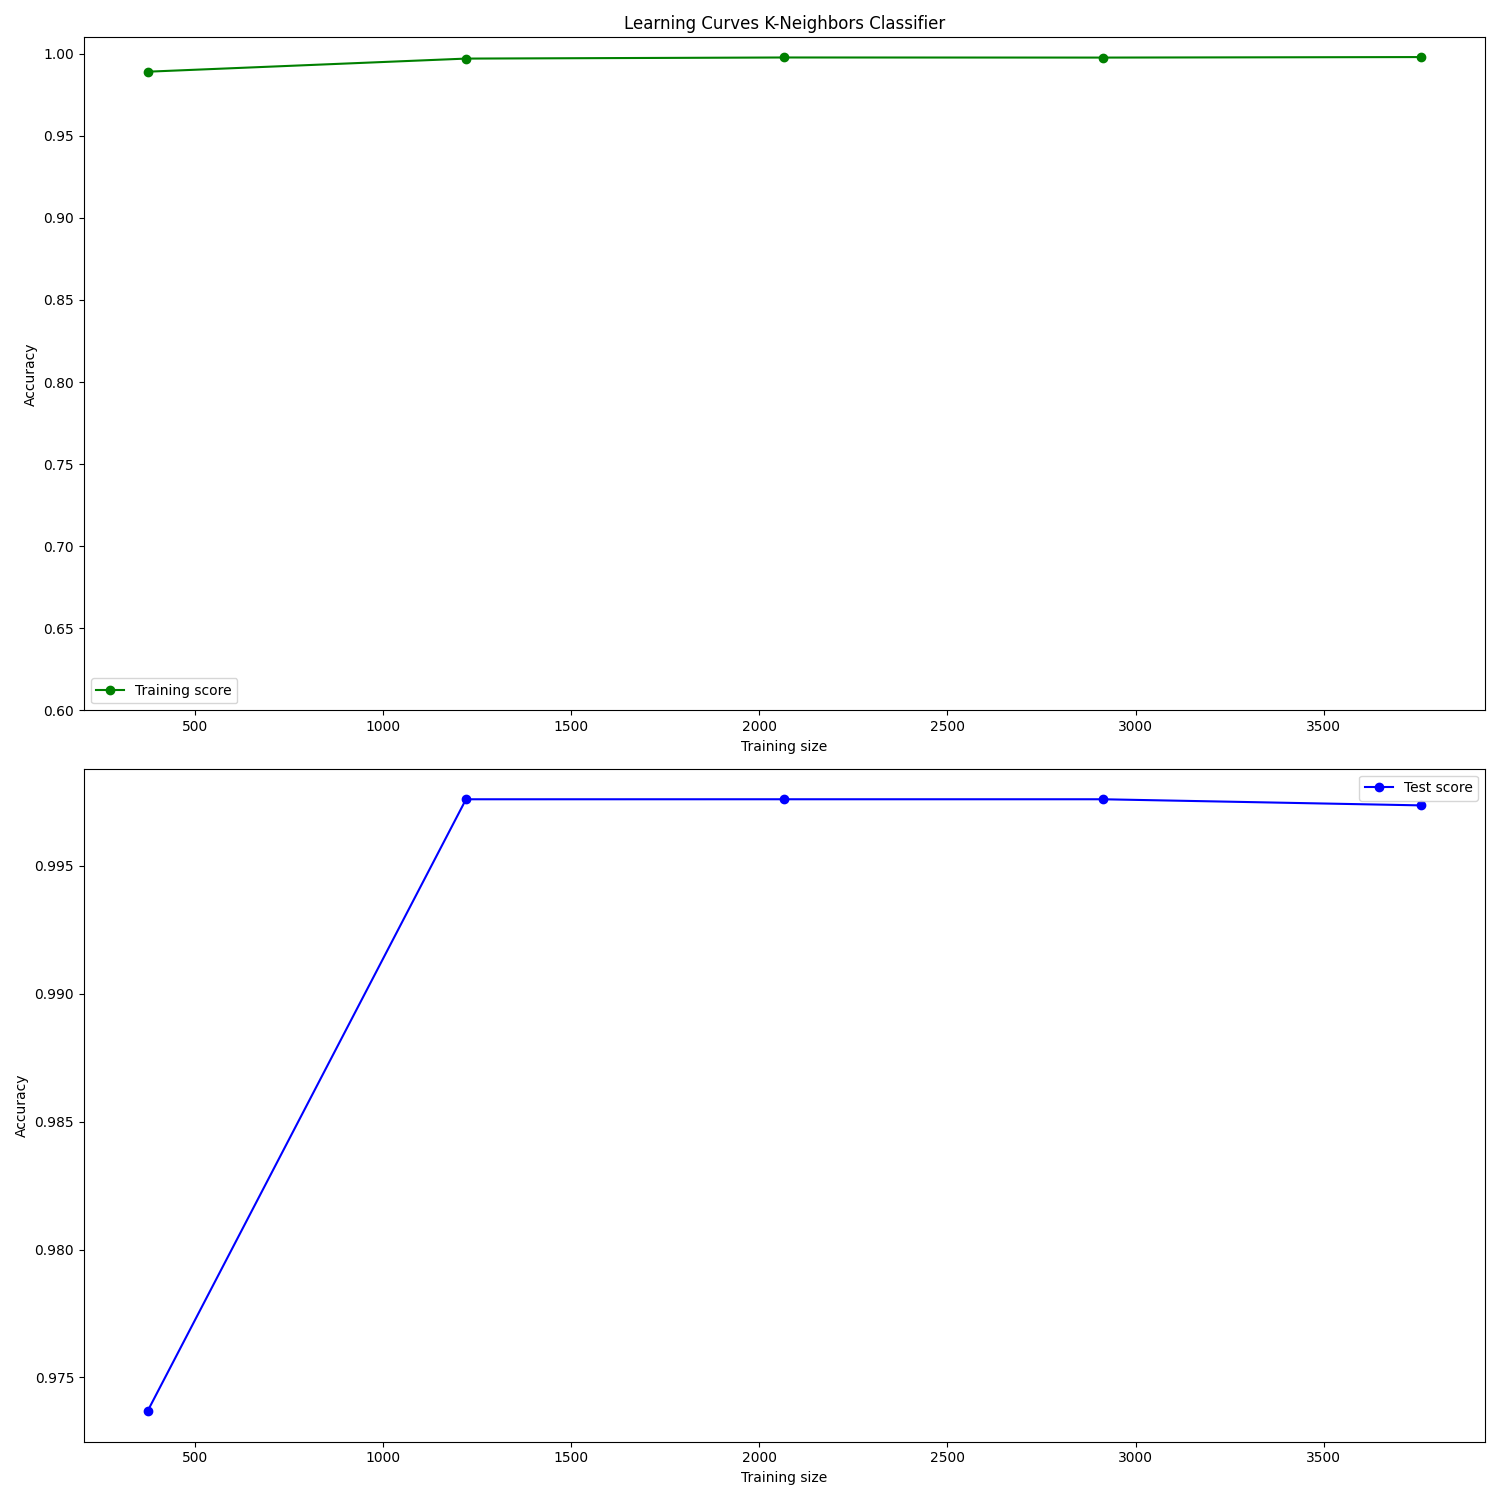 Learning Curves K-Neighbors Classifier
1.00
0.95
0.90
0.85
0.80
0.75
0.70
0.65
0.60
Accuracy
Training score
500 1000 1500 2000 2500 3000 3500
Training size
Test score
0.995
0.990
0.985
0.980
0.975
Accuracy
500 1000 1500 2000 2500 3000 3500
Training size